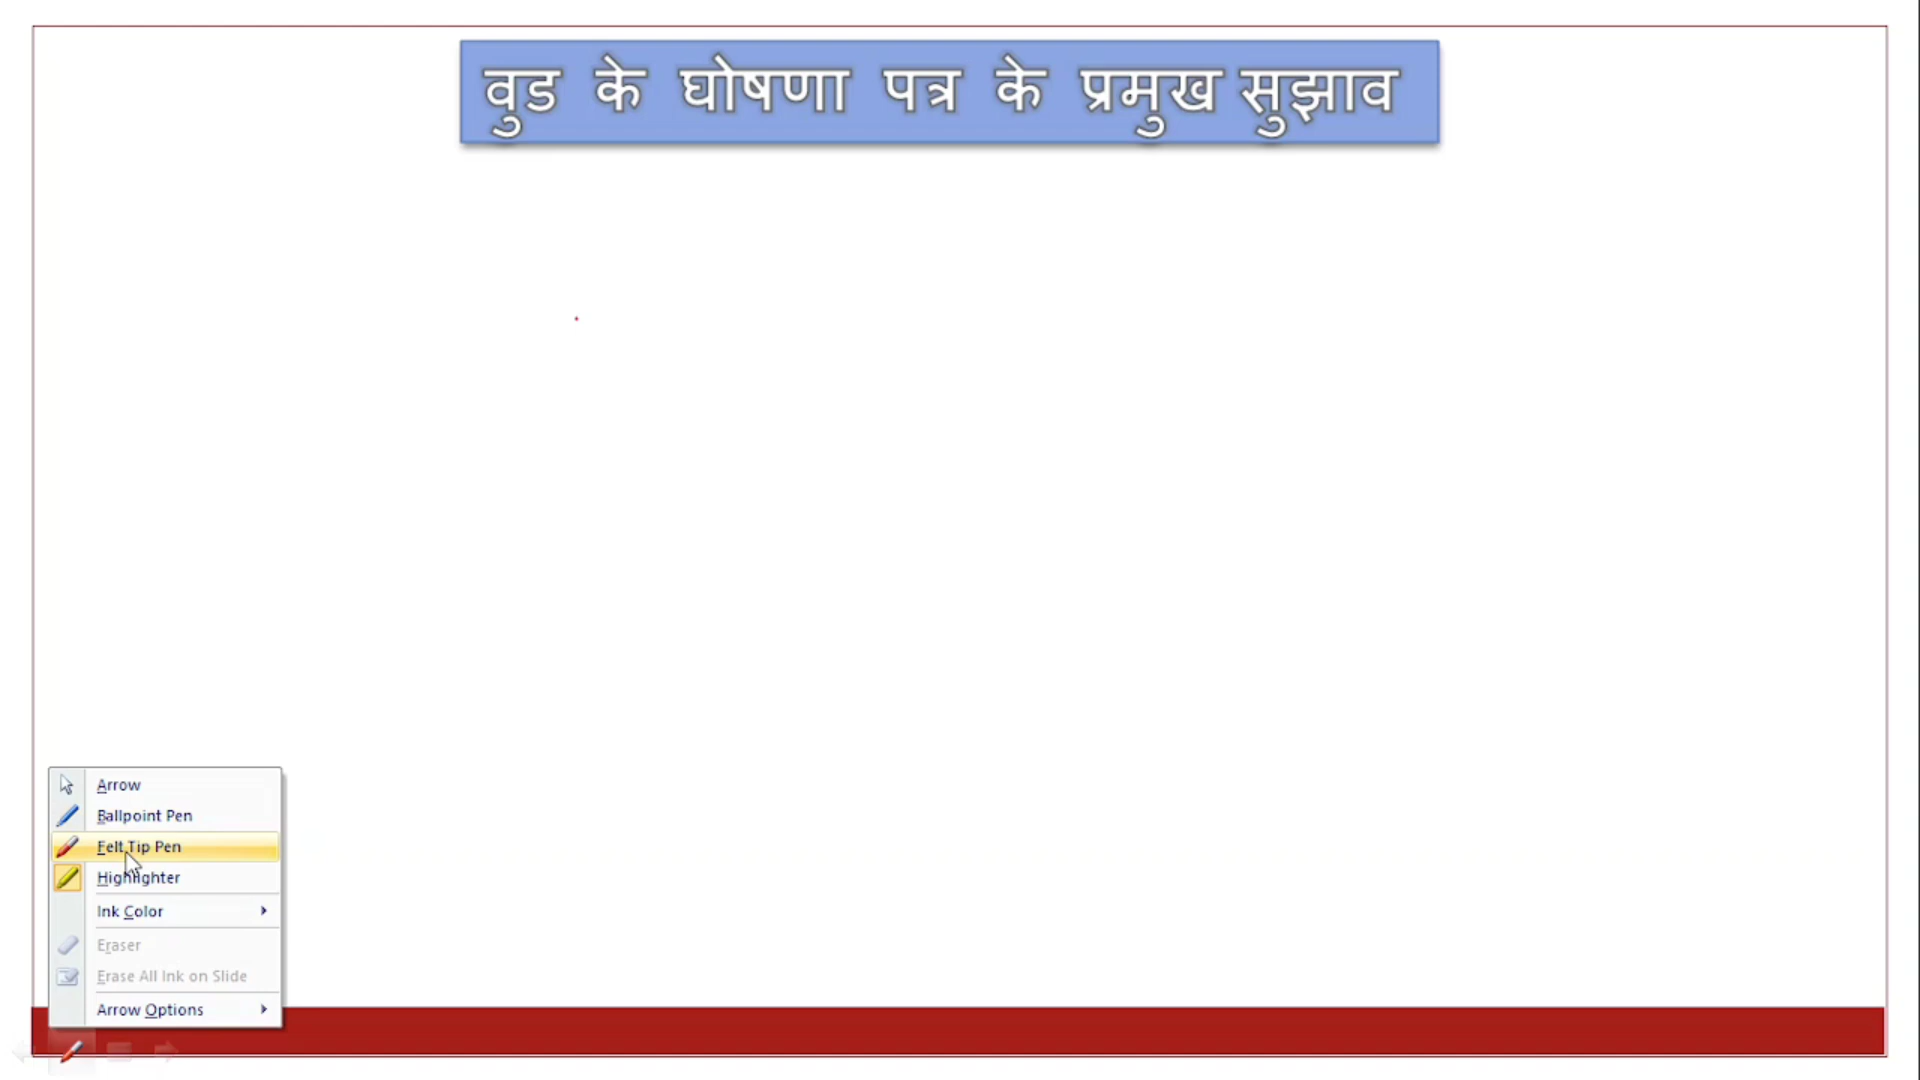 वुड के घोषणा पत्र के प्रमुख सुझाव
Arrow
Ballpoint Pen
Felt Tip Pen
Highlighter
Ink Color
Eraser
Erase All Ink on Slide
Arrow Options